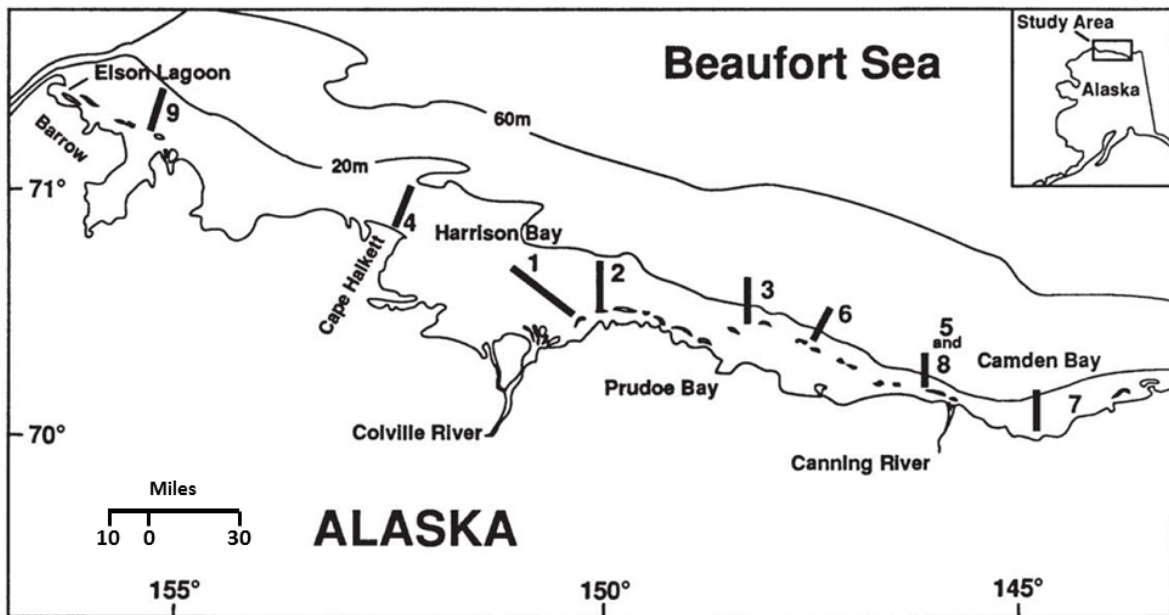 Study Area
Beaufort Sea
Alaska
Elson Lagoon
9
Barrow
60m
20m
71°
4
Harrison Bay
Cape Halkett
1
2
3
6
5
and
8
Camden Bay
7
Prudoe Bay
Colville River
70°
Canning River
Miles
10 0 30
ALASKA
155° 150° 145°